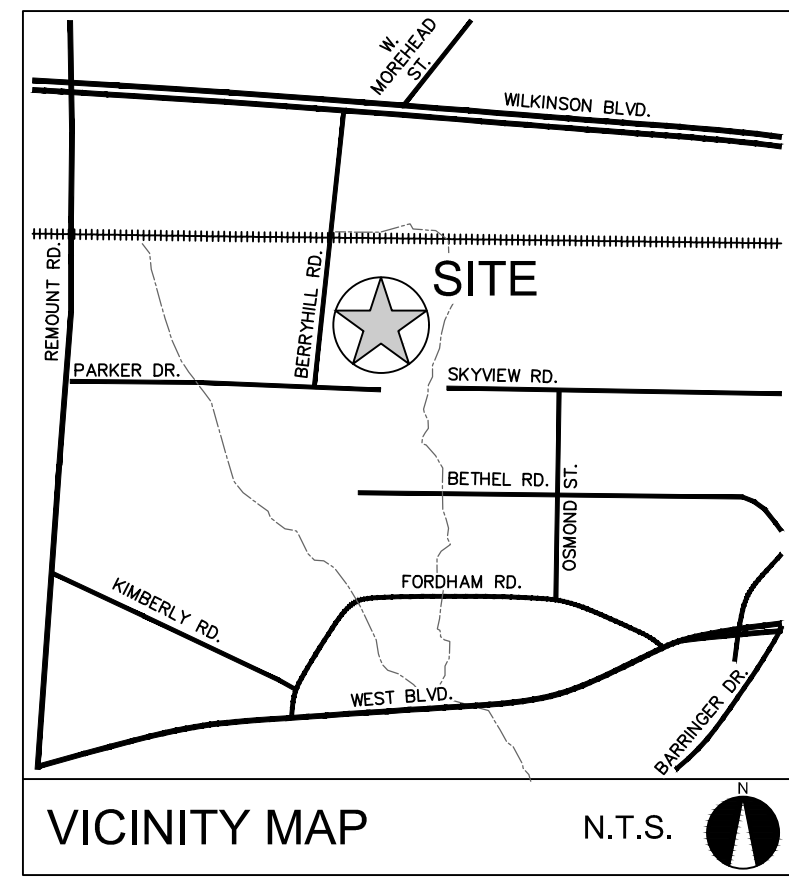 W.
MOREHEAD
ST.
WILKINSON BLVD.
REMOUNT RD.
BERRYHILL RD.
SITE
PARKER DR.
SKYVIEW RD.
BETHEL RD.
OSMOND ST.
FORDHAM RD.
KIMBERLY RD.
WEST BLVD.
BARRINGER DR.
VICINITY MAP
N.T.S.
N